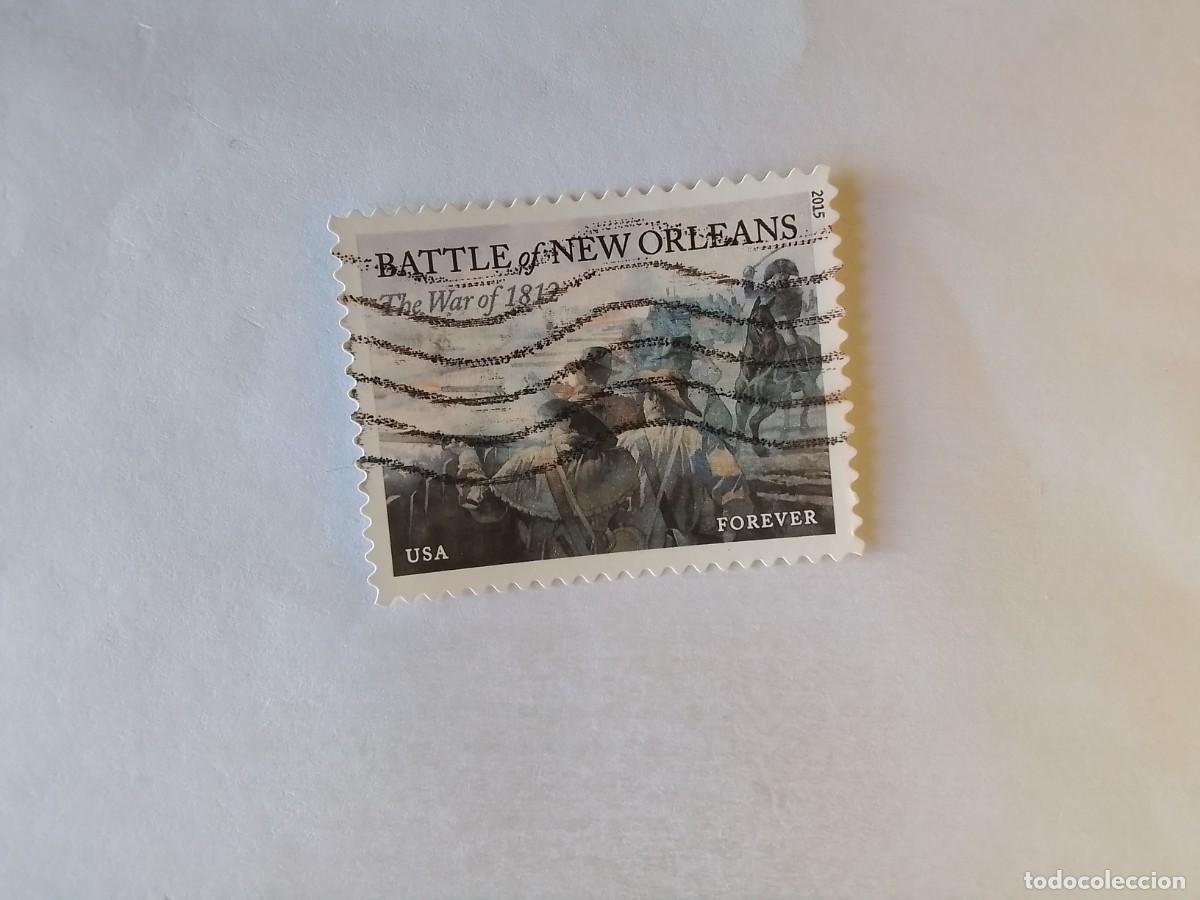 2015
BATTLE of NEW ORLEANS
The War of 1812
FOREVER
USA
todocoleccion